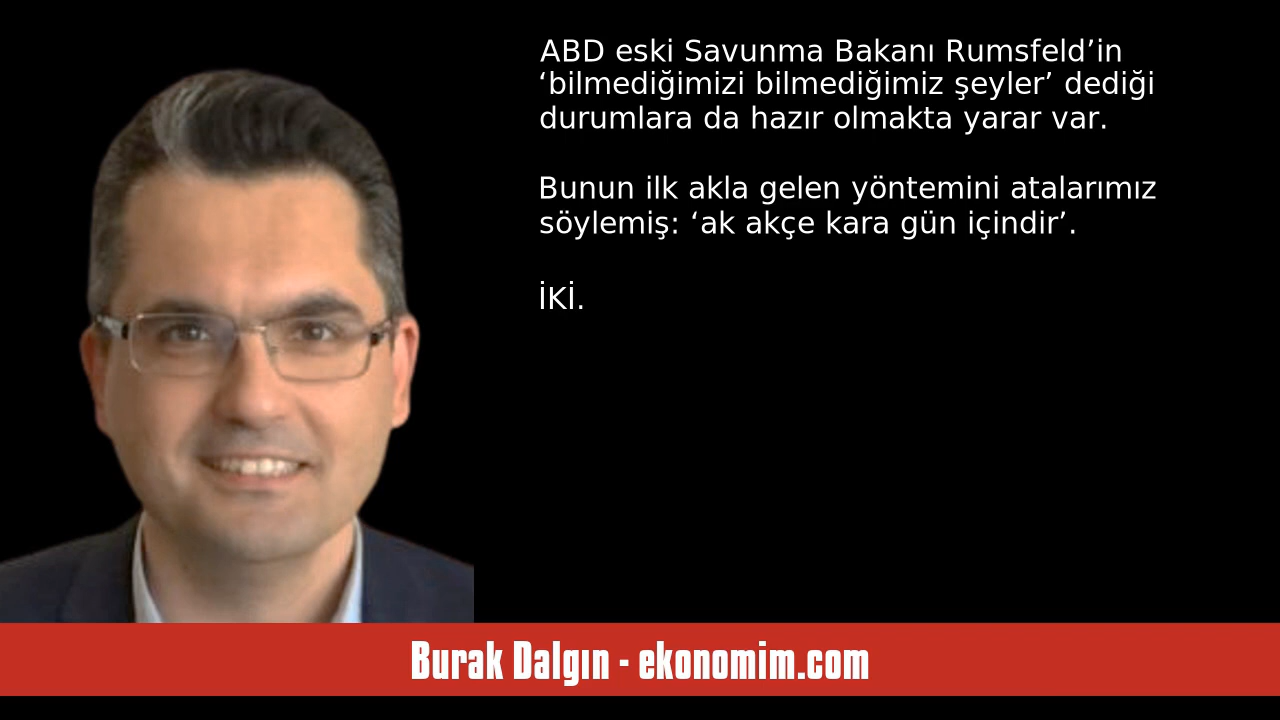 ABD eski Savunma Bakanı Rumsfeld’in
‘bilmediğimizi bilmediğimiz şeyler’ dediği
durumlara da hazır olmakta yarar var.
Bunun ilk akla gelen yöntemini atalarımız
söylemiş: ‘ak akçe kara gün içindir’.
İKİ.
Burak Dalgın - ekonomim.com